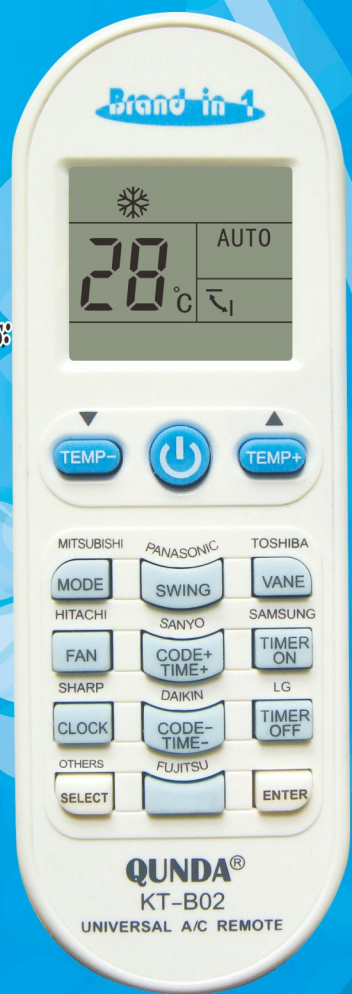 Brand in 1
AUTO
28 °C
▼ ▲
TEMP− TEMP+
MITSUBISHI PANASONIC TOSHIBA
MODE SWING VANE
HITACHI SANYO SAMSUNG
FAN CODE+ TIME+ TIMER ON
SHARP DAIKIN LG
CLOCK CODE− TIME− TIMER OFF
OTHERS FUJITSU
SELECT ENTER
QUNDA®
KT−B02
UNIVERSAL A/C REMOTE